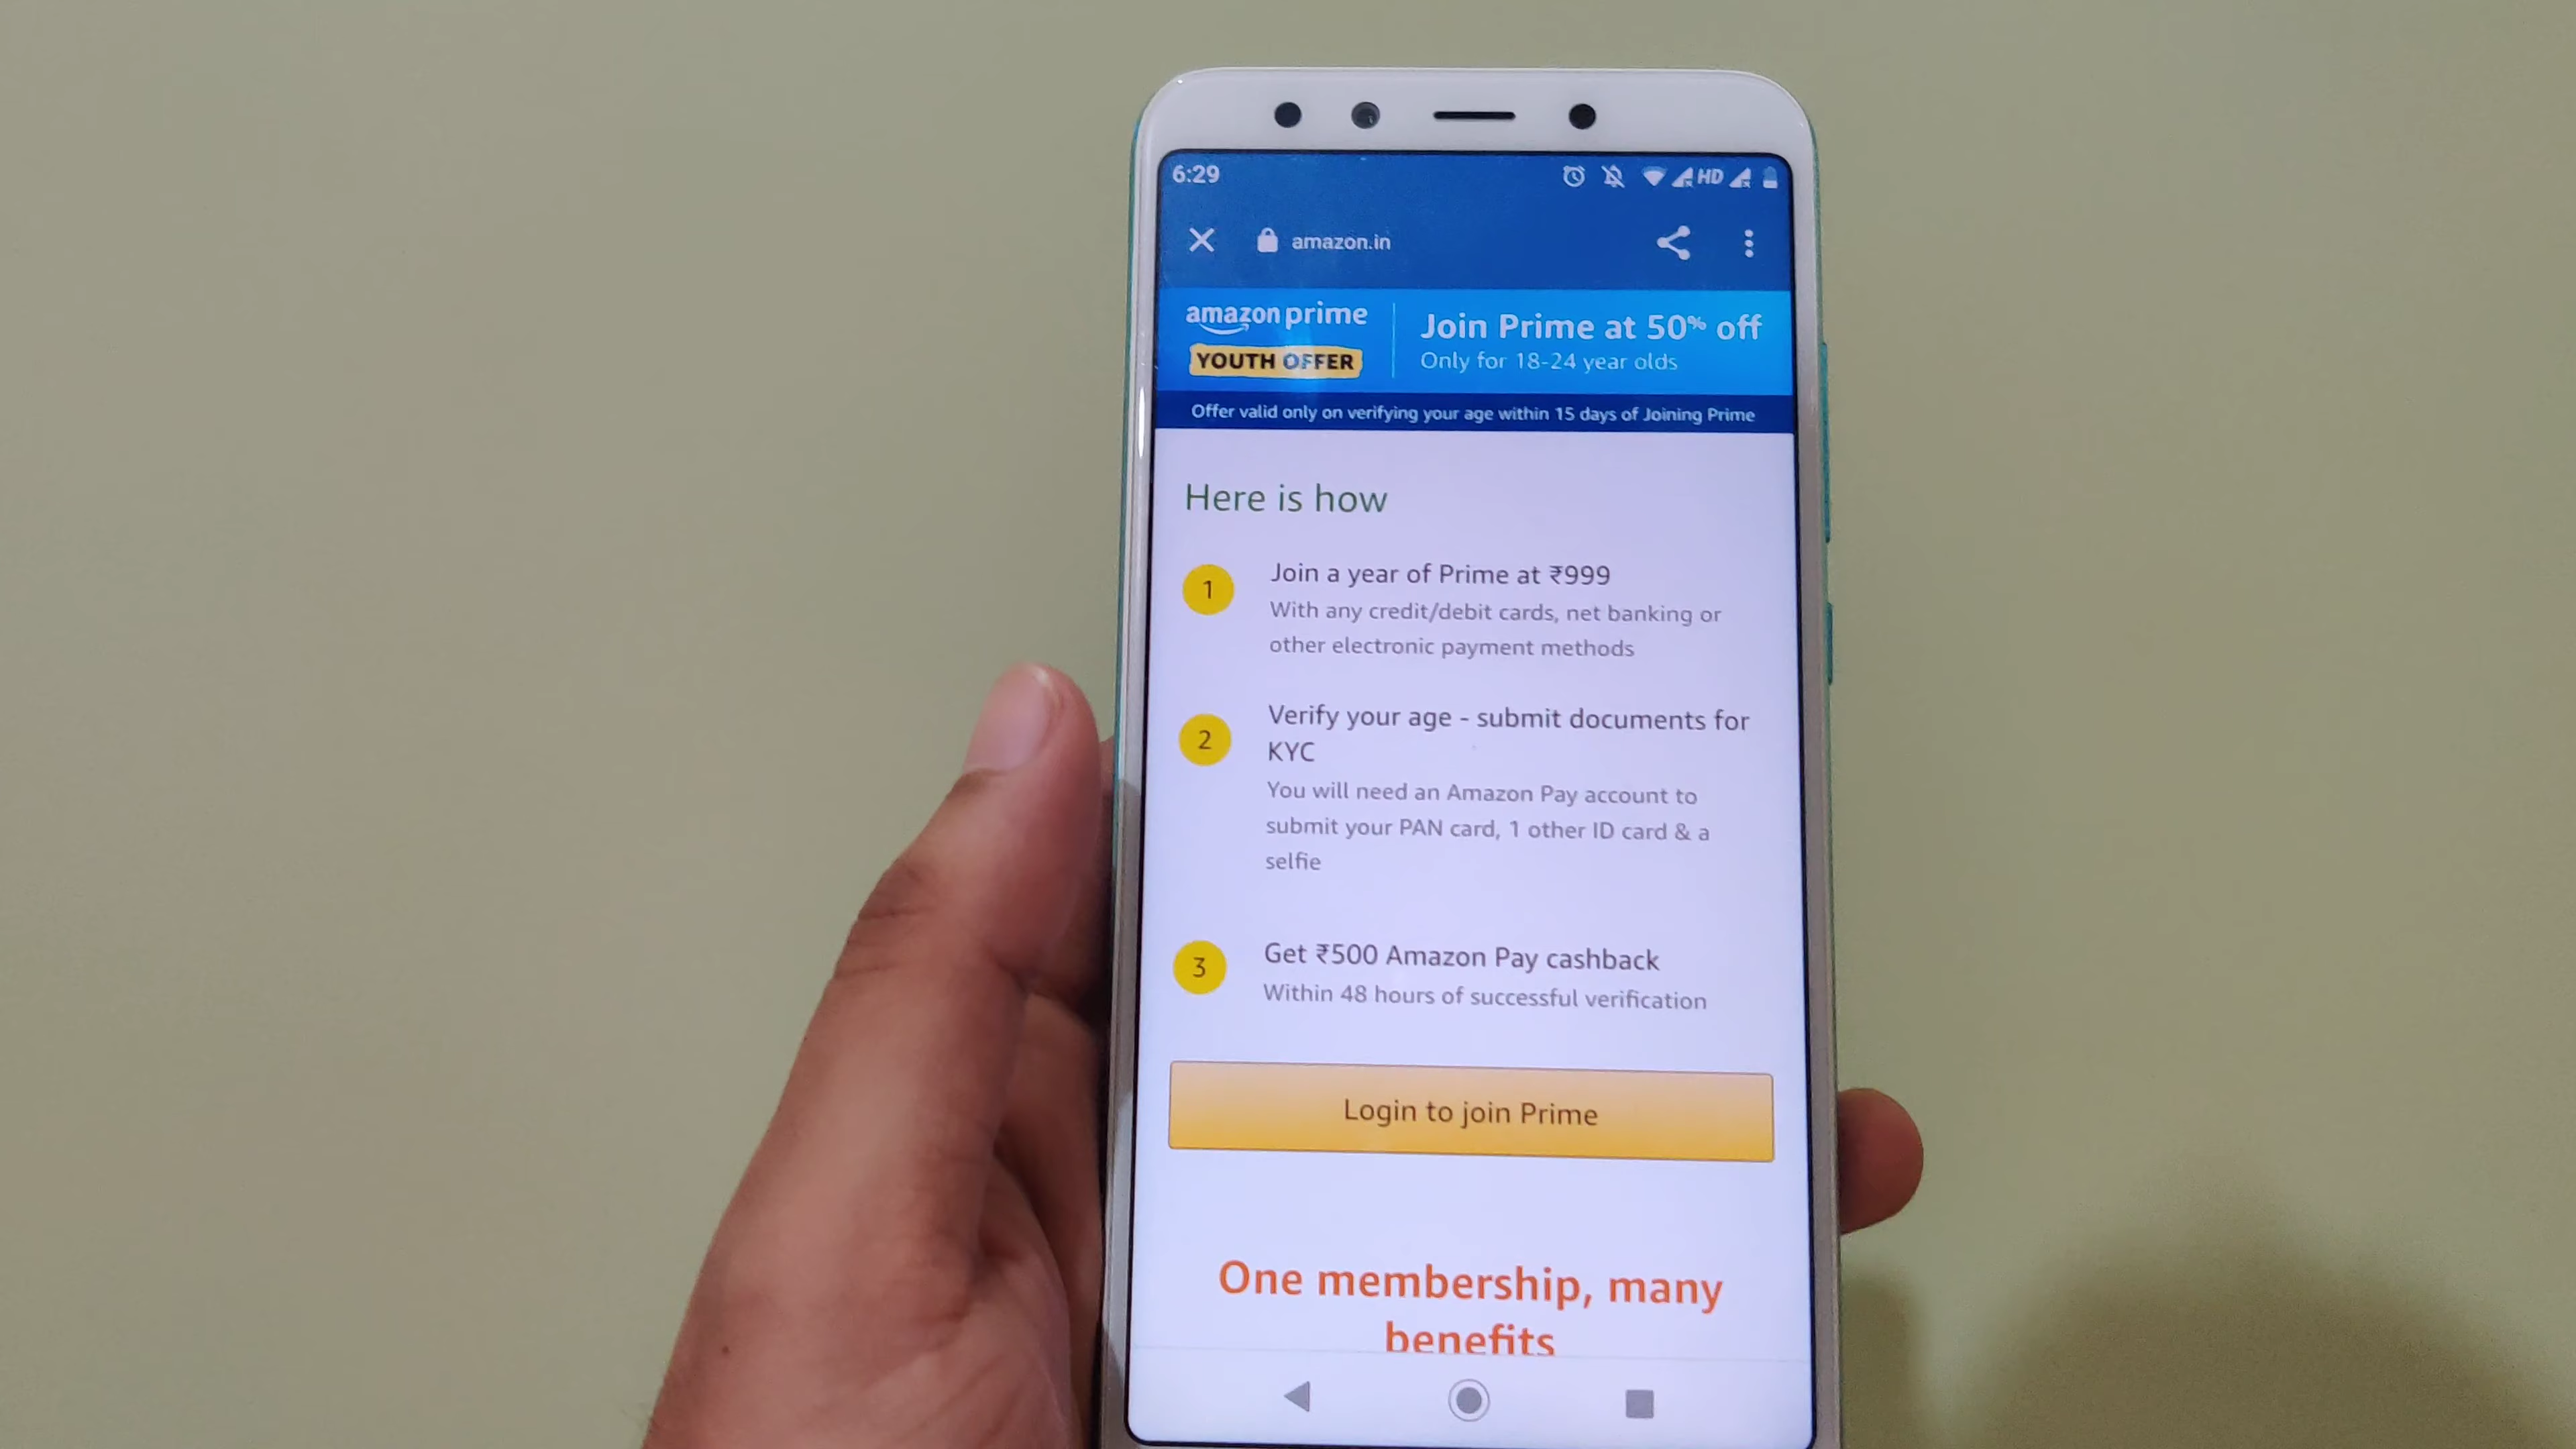 6:29
HD
amazon.in
amazon prime
YOUTH OFFER
Join Prime at 50% off
Only for 18-24 year olds
Offer valid only on verifying your age within 15 days of Joining Prime
Here is how
1
Join a year of Prime at ₹999
With any credit/debit cards, net banking or
other electronic payment methods
2
Verify your age - submit documents for
KYC
You will need an Amazon Pay account to
submit your PAN card, 1 other ID card & a
selfie
3
Get ₹500 Amazon Pay cashback
Within 48 hours of successful verification
Login to join Prime
One membership, many
benefits